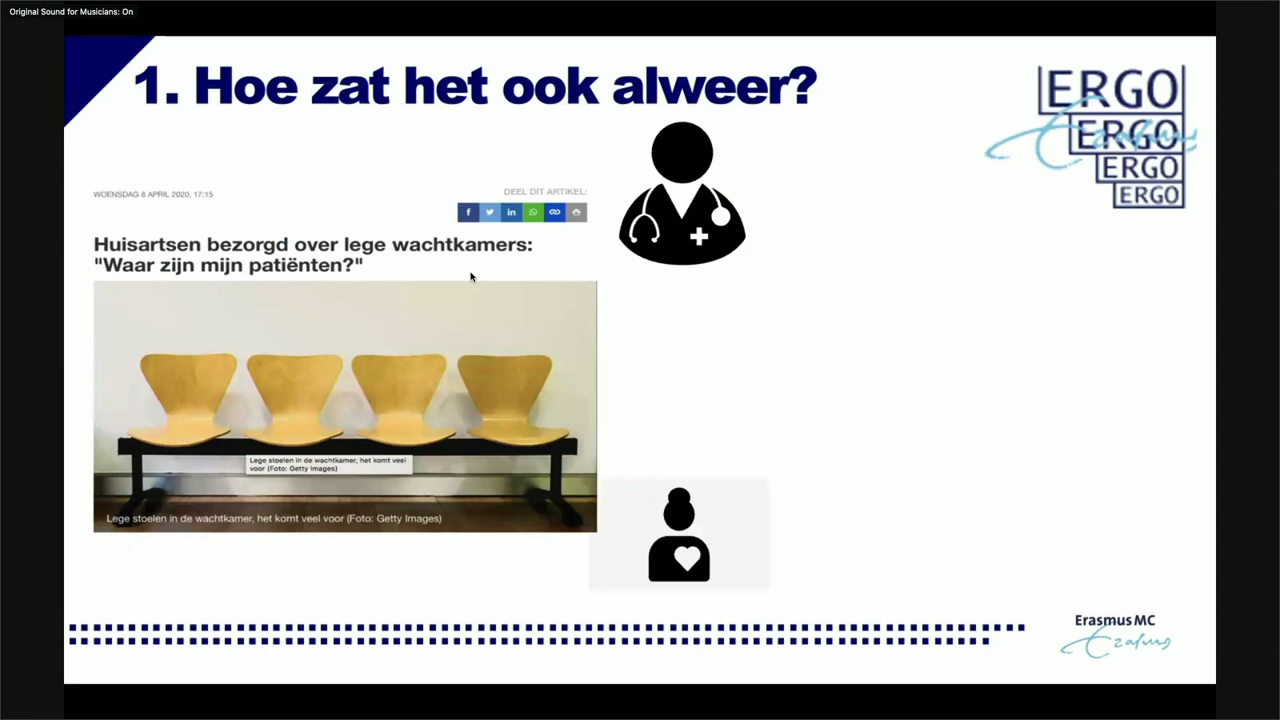 Original Sound for Musicians: On
1. Hoe zat het ook alweer?
ERGO
ERGO
ERGO
ERGO
WOENSDAG 8 APRIL 2020, 17:15
DEEL DIT ARTIKEL:
Huisartsen bezorgd over lege wachtkamers:
"Waar zijn mijn patiënten?"
Lege stoelen in de wachtkamer, het komt veel
voor (Foto: Getty Images)
Lege stoelen in de wachtkamer, het komt veel voor (Foto: Getty Images)
Erasmus MC
Erasmus